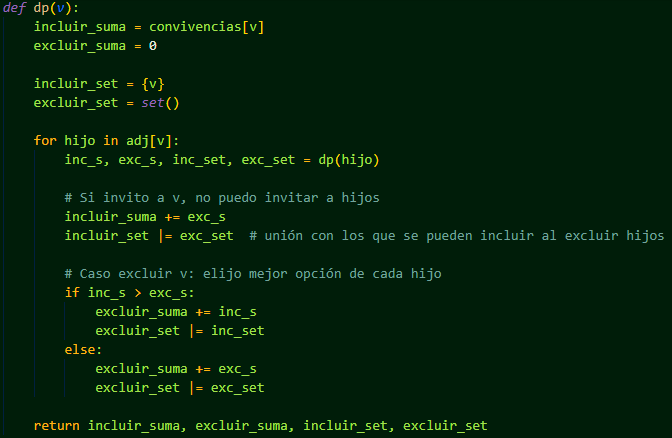 def dp(v):
    incluir_suma = convivencias[v]
    excluir_suma = 0

    incluir_set = {v}
    excluir_set = set()

    for hijo in adj[v]:
        inc_s, exc_s, inc_set, exc_set = dp(hijo)

        # Si invito a v, no puedo invitar a hijos
        incluir_suma += exc_s
        incluir_set |= exc_set  # unión con los que se pueden incluir al excluir hijos

        # Caso excluir v: elijo mejor opción de cada hijo
        if inc_s > exc_s:
            excluir_suma += inc_s
            excluir_set |= inc_set
        else:
            excluir_suma += exc_s
            excluir_set |= exc_set

    return incluir_suma, excluir_suma, incluir_set, excluir_set